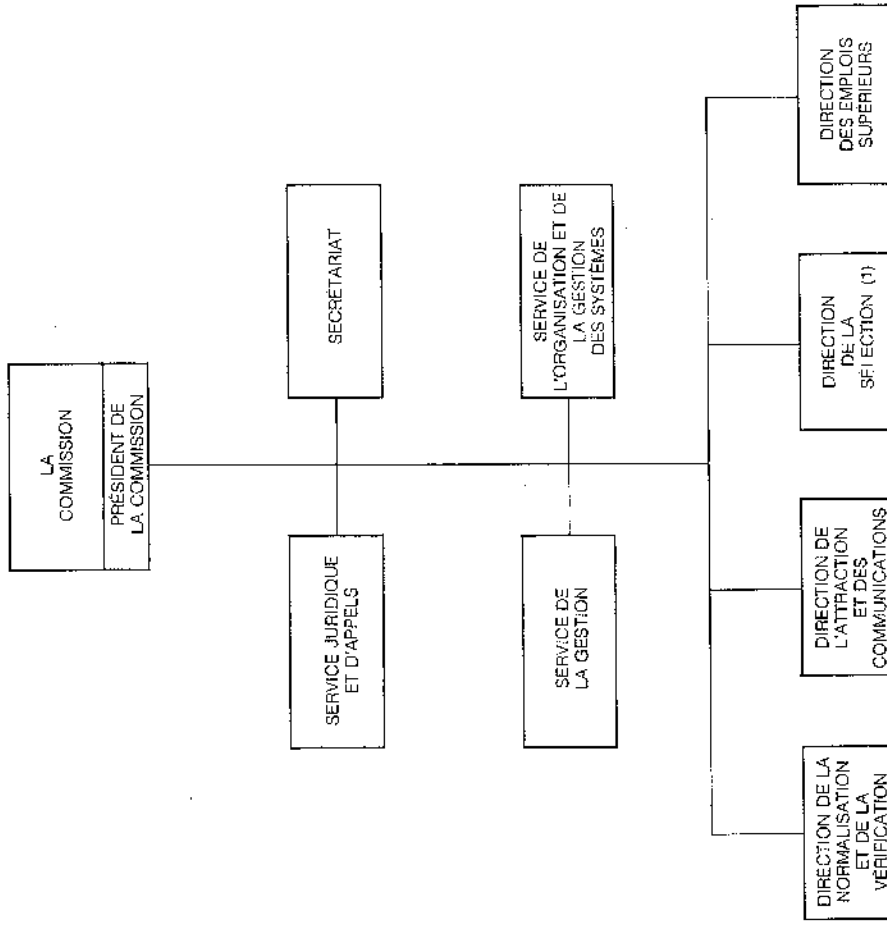 LA
COMMISSION
PRÉSIDENT DE
LA COMMISSION
SERVICE JURIDIQUE
ET D'APPELS
SECRÉTARIAT
SERVICE DE
LA GESTION
SERVICE DE
L'ORGANISATION ET DE
LA GESTION
DES SYSTÈMES
DIRECTION DE LA
NORMALISATION
ET DE LA
VÉRIFICATION
DIRECTION DE
L'ATTRACTION
ET DES
COMMUNICATIONS
DIRECTION
DE LA
SÉLECTION (1)
DIRECTION
DES EMPLOIS
SUPÉRIEURS